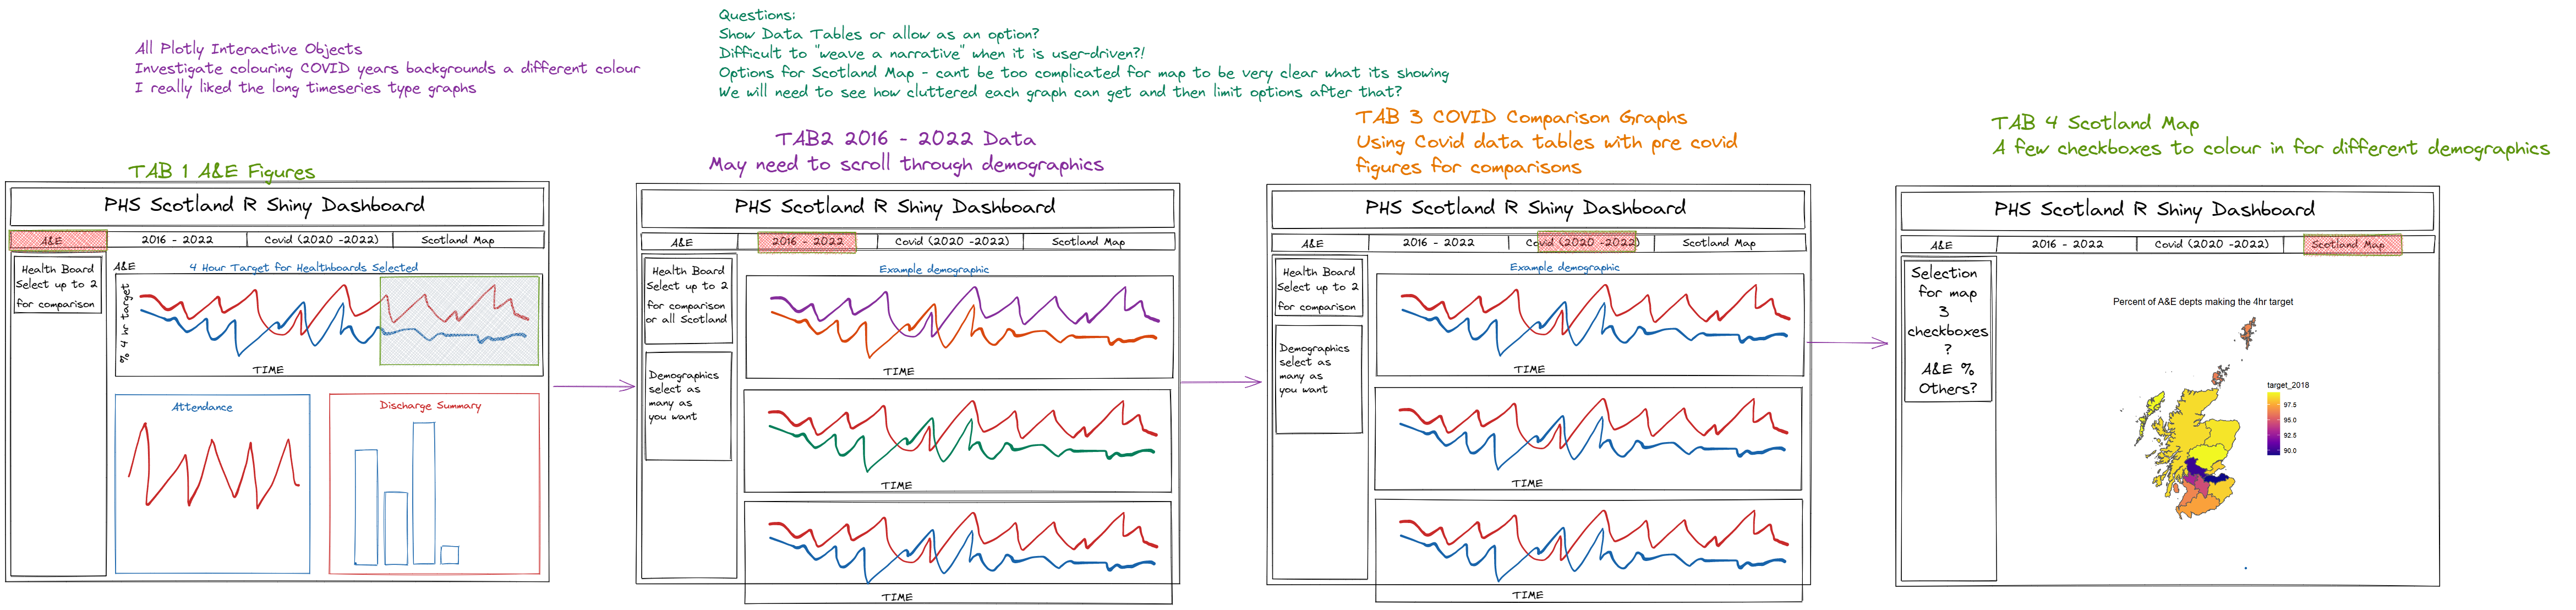 All Plotly Interactive Objects
Investigate colouring COVID years backgrounds a different colour
I really liked the long timeseries type graphs
Questions:
Show Data Tables or allow as an option?
Difficult to "weave a narrative" when it is user-driven?!
Options for Scotland Map - cant be too complicated for map to be very clear what its showing
We will need to see how cluttered each graph can get and then limit options after that?
TAB 1 A&E Figures
PHS Scotland R Shiny Dashboard
A&E
2016 - 2022
Covid (2020 -2022)
Scotland Map
Health Board
Select up to 2
for comparison
A&E
4 Hour Target for Healthboards Selected
% 4 hr target
TIME
Attendance
Discharge Summary
TAB2 2016 - 2022 Data
May need to scroll through demographics
PHS Scotland R Shiny Dashboard
A&E
2016 - 2022
Covid (2020 -2022)
Scotland Map
Health Board
Select up to 2
for comparison
or all Scotland
Demographics
select as
many as
you want
Example demographic
TIME
TIME
TIME
TAB 3 COVID Comparison Graphs
Using Covid data tables with pre covid
figures for comparisons
PHS Scotland R Shiny Dashboard
A&E
2016 - 2022
Covid (2020 -2022)
Scotland Map
Health Board
Select up to 2
for comparison
Demographics
select as
many as
you want
Example demographic
TIME
TIME
TIME
TAB 4 Scotland Map
A few checkboxes to colour in for different demographics
PHS Scotland R Shiny Dashboard
A&E
2016 - 2022
Covid (2020 -2022)
Scotland Map
Selection
for map
3
checkboxes
?
A&E %
Others?
Percent of A&E depts making the 4hr target
target_2018
97.5
95.0
92.5
90.0